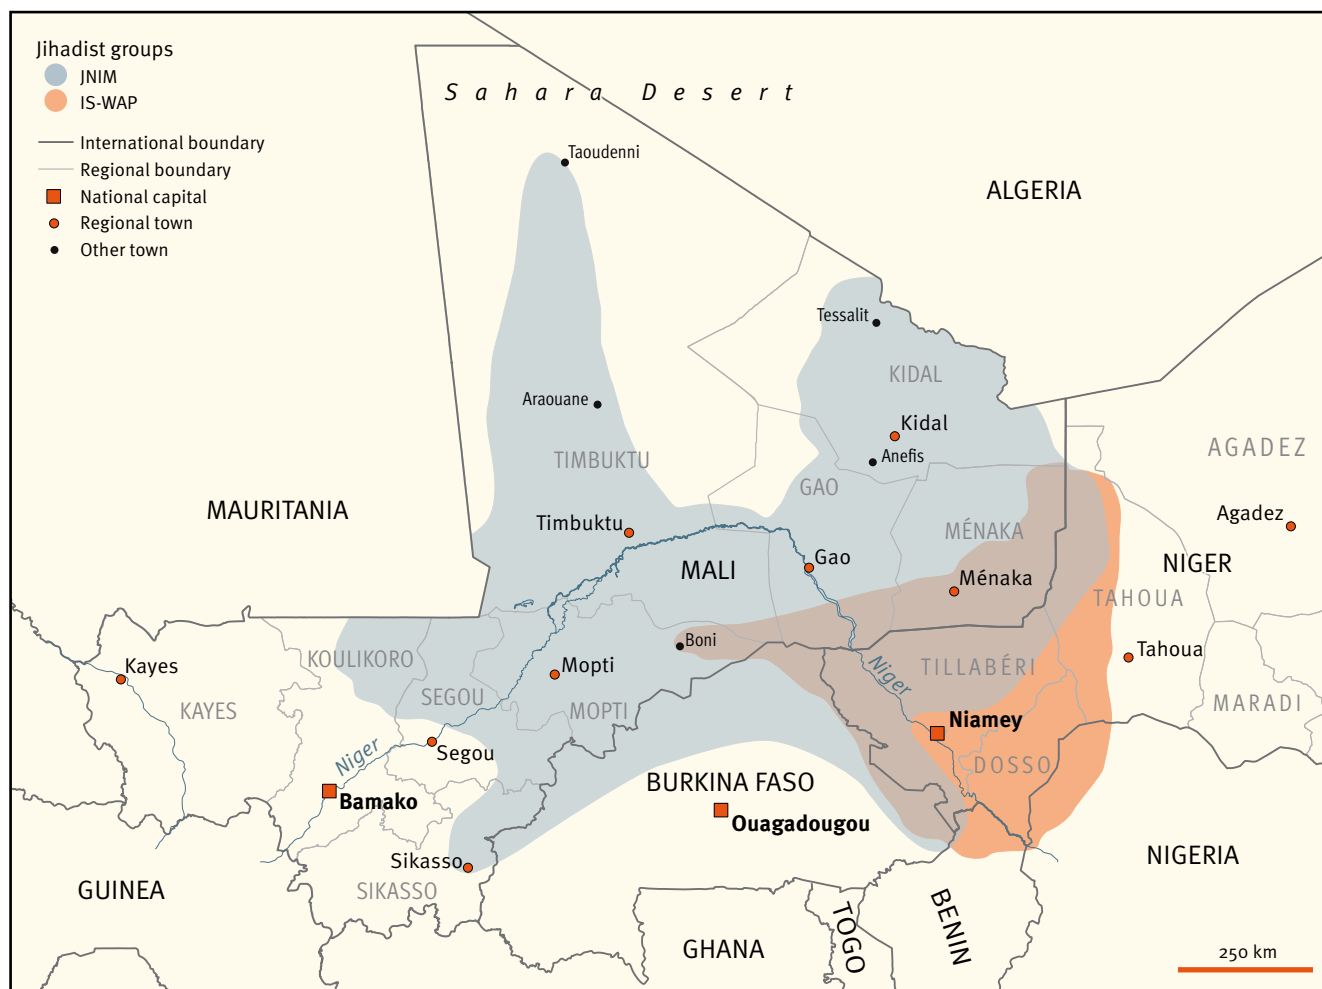 Jihadist groups
JNIM
IS-WAP
International boundary
Regional boundary
National capital
Regional town
Other town
Sahara Desert
Taoudenni
ALGERIA
Tessalit
KIDAL
Araouane
Kidal
Anefis
AGADEZ
TIMBUKTU
GAO
MAURITANIA
Timbuktu
MÉNAKA
Agadez
MALI
Gao
NIGER
Ménaka
TAHOUA
Boni
Kayes
KOULIKORO
Mopti
TILLABÉRI
Tahoua
KAYES
SEGOU
MOPTI
Niger
MARADI
Niamey
Segou
Niger
DOSSO
BURKINA FASO
Bamako
Ouagadougou
Sikasso
NIGERIA
GUINEA
SIKASSO
BENIN
TOGO
GHANA
250 km